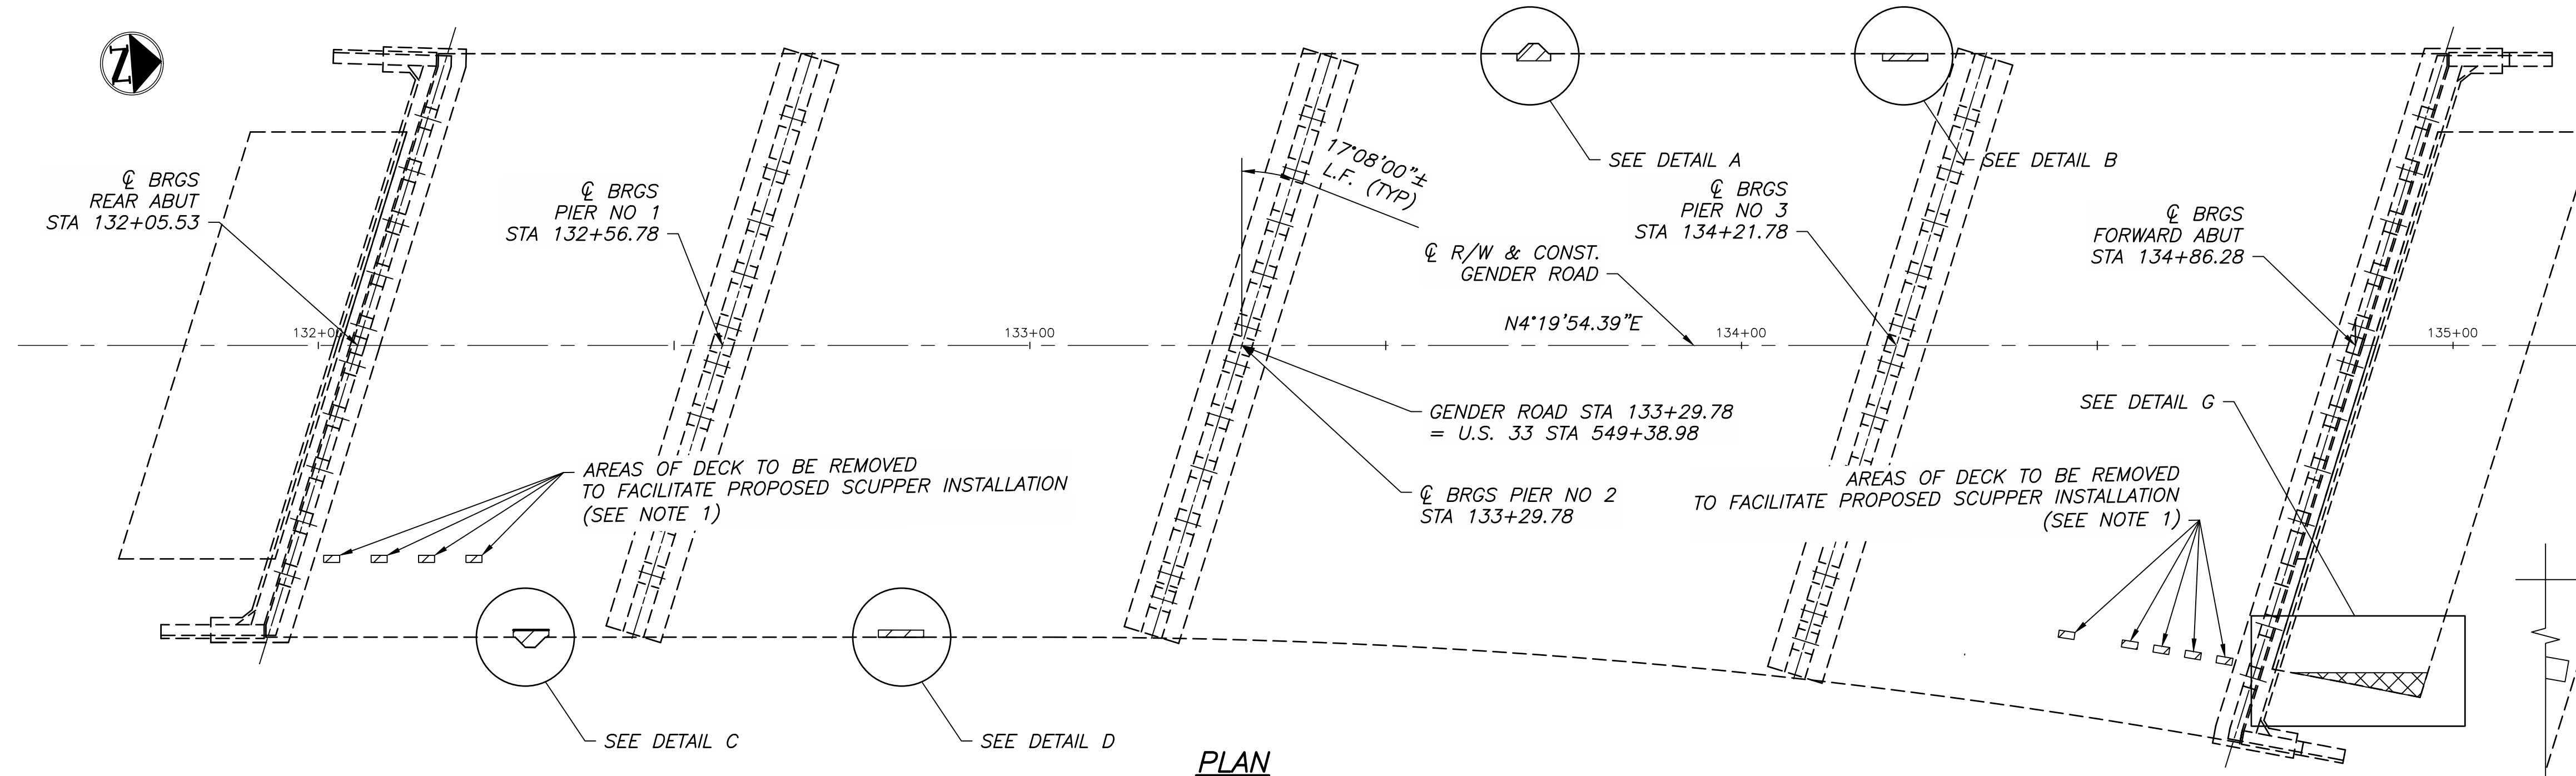 N
℄ BRGS
REAR ABUT
STA 132+05.53
℄ BRGS
PIER NO 1
STA 132+56.78
17°08'00"±
L.F. (TYP)
SEE DETAIL A
SEE DETAIL B
℄ BRGS
PIER NO 3
STA 134+21.78
℄ R/W & CONST.
GENDER ROAD
℄ BRGS
FORWARD ABUT
STA 134+86.28
N4°19'54.39"E
132+0
133+00
134+00
135+00
GENDER ROAD STA 133+29.78
= U.S. 33 STA 549+38.98
SEE DETAIL G
AREAS OF DECK TO BE REMOVED
TO FACILITATE PROPOSED SCUPPER INSTALLATION
(SEE NOTE 1)
℄ BRGS PIER NO 2
STA 133+29.78
AREAS OF DECK TO BE REMOVED
TO FACILITATE PROPOSED SCUPPER INSTALLATION
(SEE NOTE 1)
SEE DETAIL C
SEE DETAIL D
PLAN